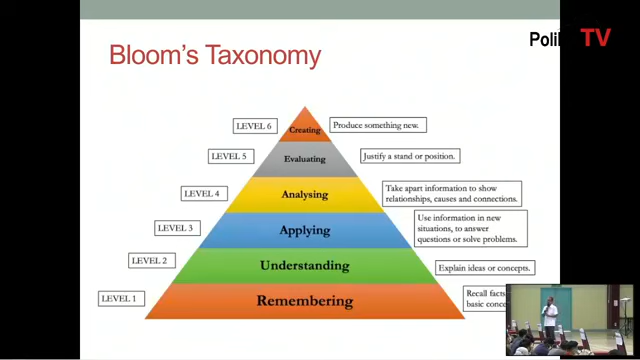 Polik TV
Bloom's Taxonomy
LEVEL 6
Creating
Produce something new.
LEVEL 5
Evaluating
Justify a stand or position.
LEVEL 4
Analysing
Take apart information to show
relationships, causes and connections.
LEVEL 3
Applying
Use information in new
situations, to answer
questions or solve problems.
LEVEL 2
Understanding
Explain ideas or concepts.
LEVEL 1
Remembering
Recall facts
basic